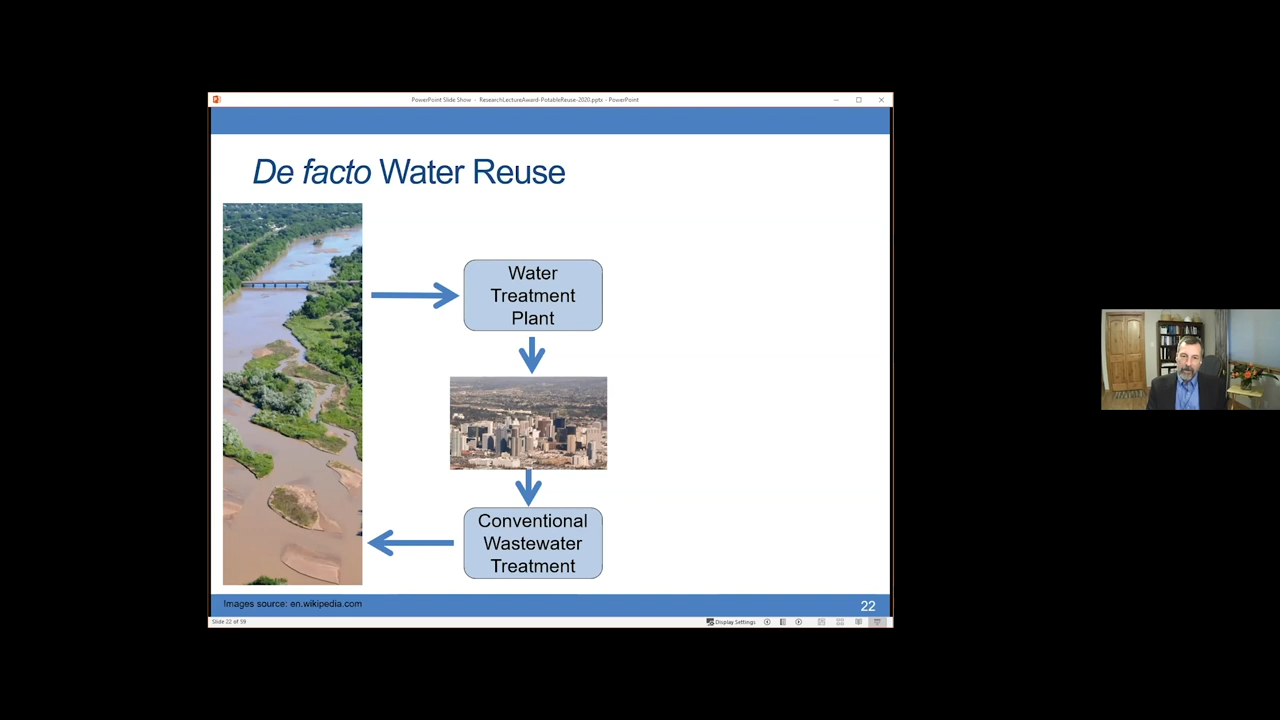 PowerPoint Slide Show - ResearchLectureAward-PotableReuse-2020.pptx - PowerPoint
De facto Water Reuse
Water
Treatment
Plant
Conventional
Wastewater
Treatment
Images source: en.wikipedia.com
22
Slide 22 of 59
Display Settings